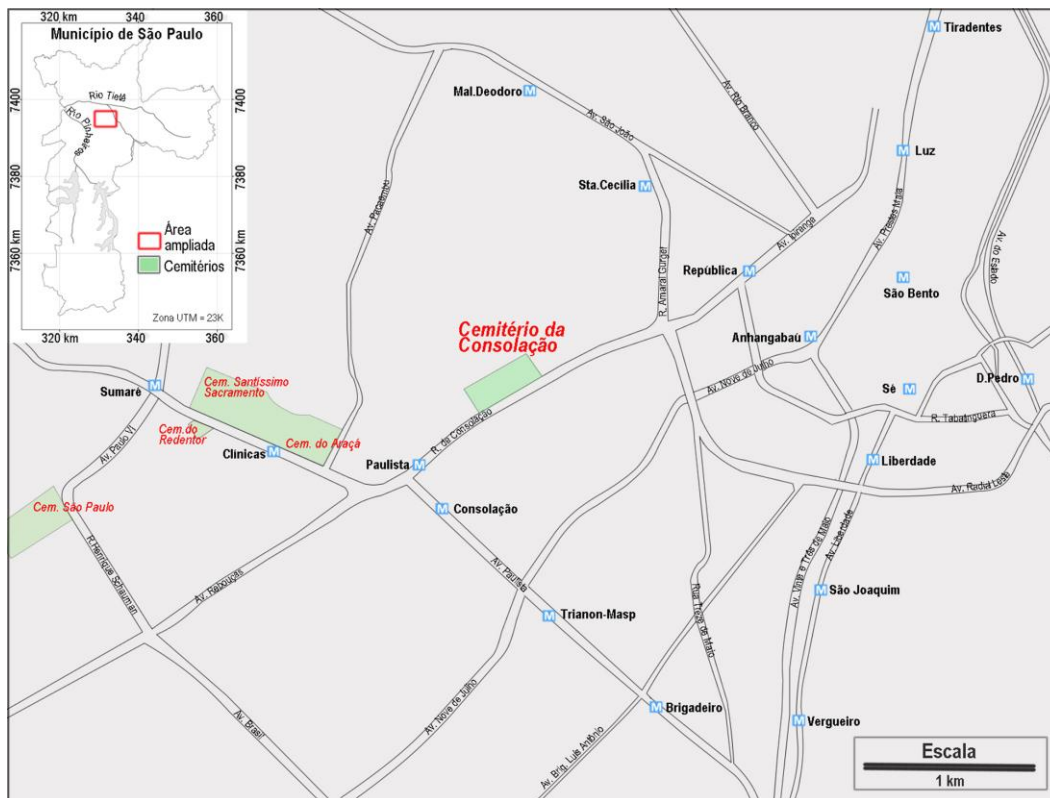 320 km
340
360
Município de São Paulo
Rio Tietê
Rio Pinheiros
7400
7380
7360 km
7400
7380
7360
Área
ampliada
Cemitérios
Zona UTM = 23K
320 km
340
360
M
Tiradentes
Mal.Deodoro
M
Av. Rio Branco
Av. São João
M
Luz
Sta.Cecília
M
Av. Pacaembu
Av. Prestes Maia
Av. Ipiranga
Av. do Estado
República
M
R. Amaral Gurgel
M
São Bento
Cemitério da
Consolação
Anhangabaú
M
Av. Nove de Julho
M
Sumaré
Cem. Santíssimo
Sacramento
Sé
M
D.Pedro
M
R. Tabatinguera
Cem.do
Redentor
R. da Consolação
Cem. do Araçá
Clínicas
M
Av. Paulo VI
Paulista
M
M
Liberdade
Av. Radial Leste
Cem. São Paulo
M
Consolação
R.Henrique Schauman
Av. Vinte e Três de Maio
Av. Liberdade
Av. Rebouças
Av. Paulista
M
São Joaquim
M
Trianon-Masp
Rua Treze de Maio
Av. Nove de Julho
Av. Brasil
M
Brigadeiro
M
Vergueiro
Av. Brig. Luís Antônio
Escala
1 km